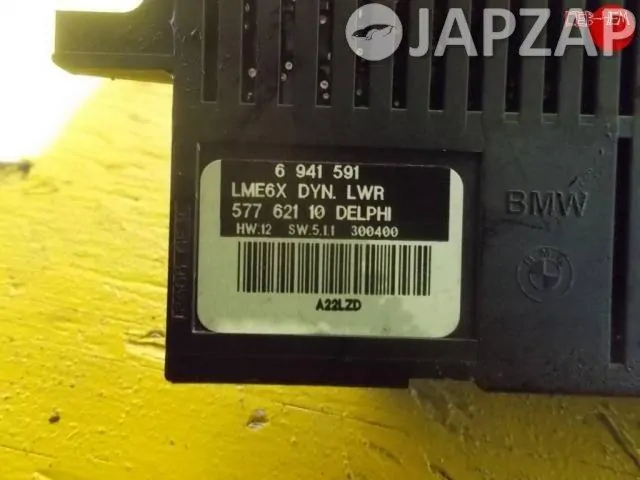 JAPZAP
6 941 591
LME6X DYN. LWR
577 621 10 DELPHI
HW.12 SW.5.1.1 300400
A22LZD
BMW
BMW